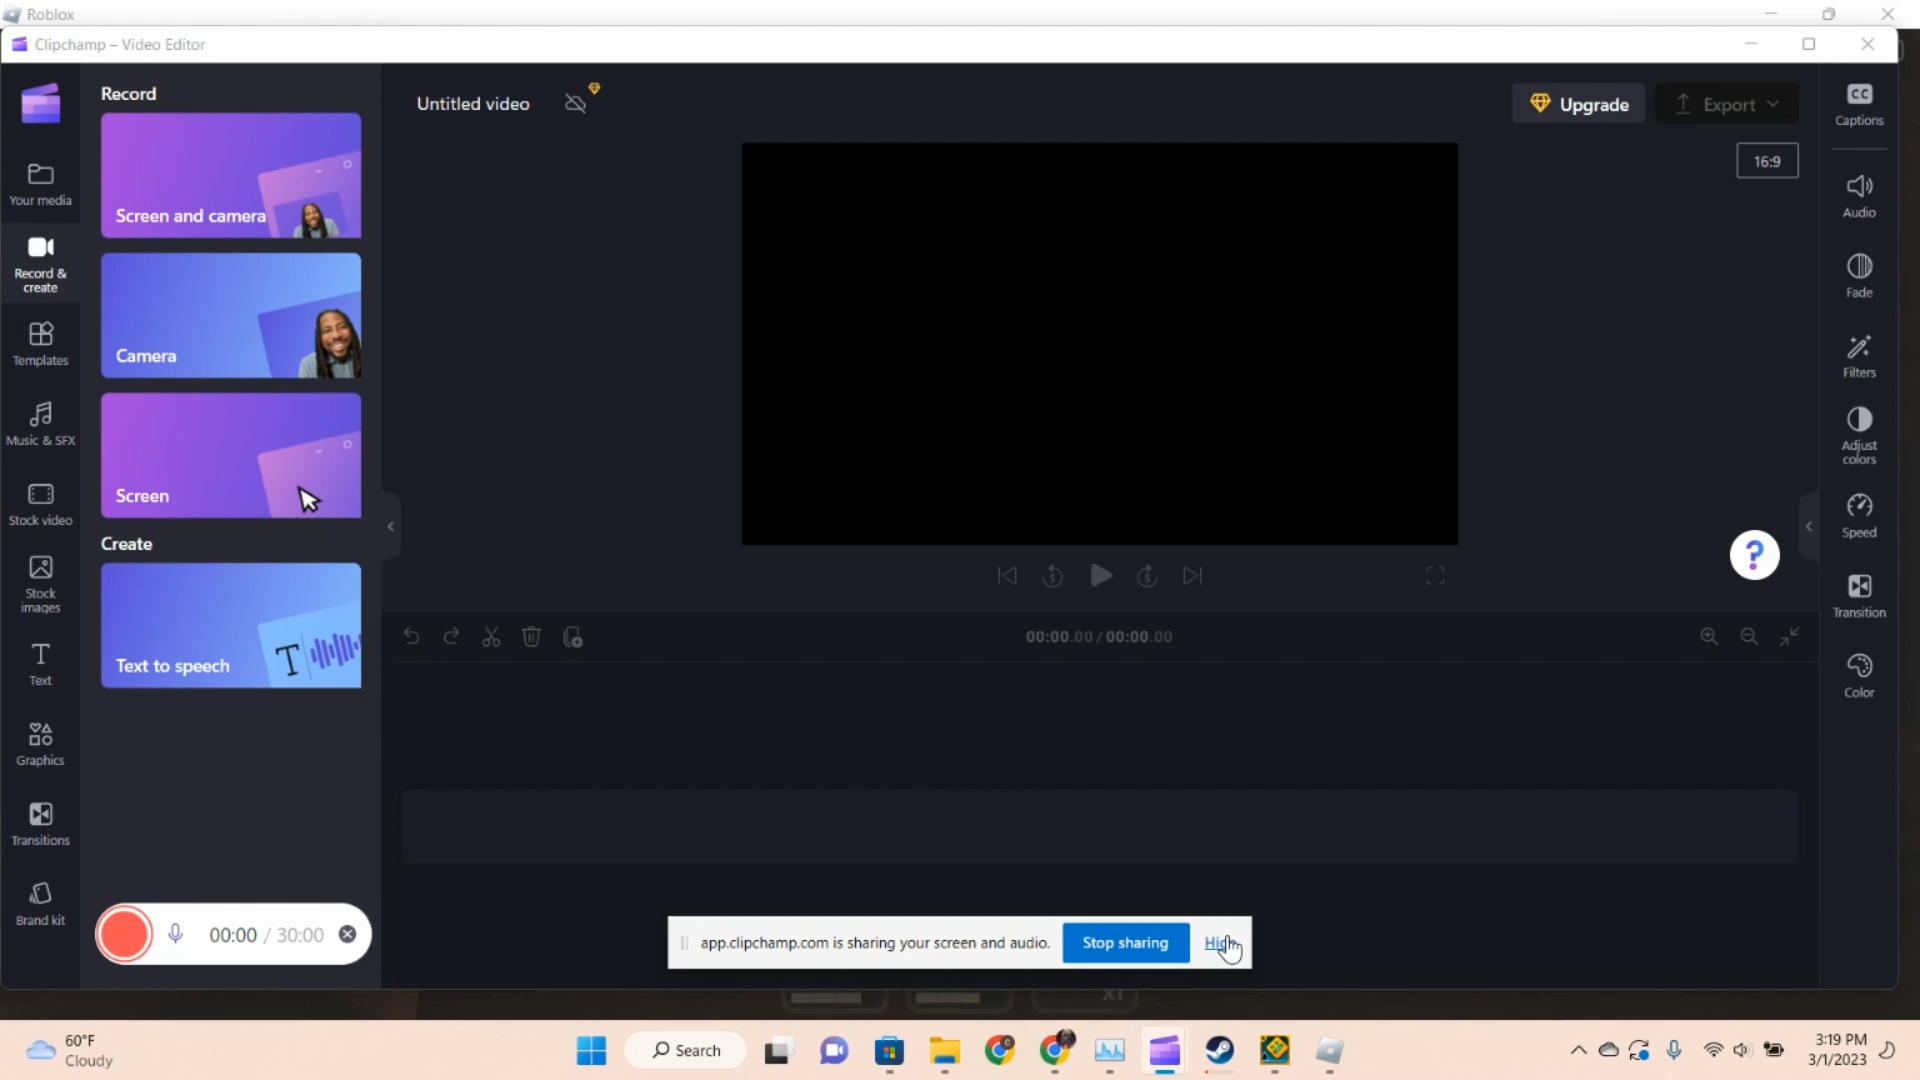 Roblox
Clipchamp – Video Editor
Record
Screen and camera
Camera
Screen
Create
Text to speech
Your media
Record &
create
Templates
Music & SFX
Stock video
Stock
images
Text
Graphics
Transitions
Brand kit
00:00 / 30:00
Untitled video
Upgrade
Export
16:9
5
5
?
00:00.00 / 00:00.00
CC
Captions
Audio
Fade
Filters
Adjust
colors
Speed
Transition
Color
app.clipchamp.com is sharing your screen and audio.
Stop sharing
60°F
Cloudy
Search
3:19 PM
3/1/2023